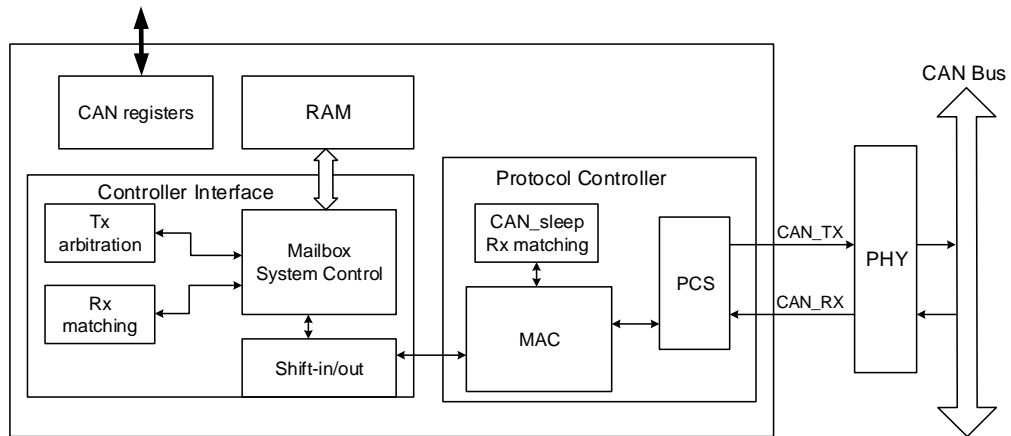 CAN Bus
CAN registers
RAM
Controller Interface
Tx
arbitration
Rx
matching
Mailbox
System Control
Shift-in/out
Protocol Controller
CAN_sleep
Rx matching
MAC
PCS
CAN_TX
CAN_RX
PHY